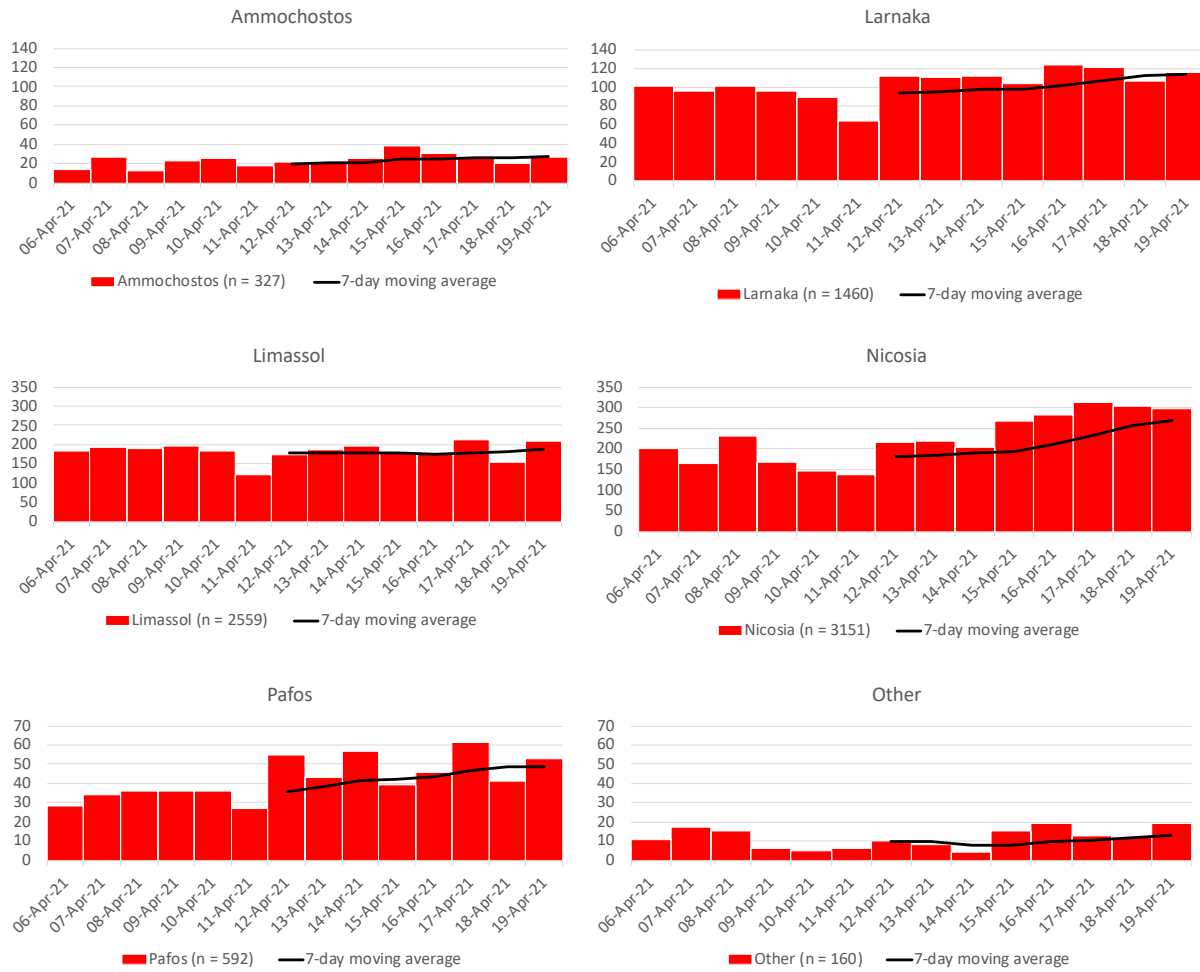 Ammochostos
140
120
100
80
60
40
20
0
06-Apr-21 07-Apr-21 08-Apr-21 09-Apr-21 10-Apr-21 11-Apr-21 12-Apr-21 13-Apr-21 14-Apr-21 15-Apr-21 16-Apr-21 17-Apr-21 18-Apr-21 19-Apr-21
Ammochostos (n = 327) 7-day moving average
Larnaka
140
120
100
80
60
40
20
0
06-Apr-21 07-Apr-21 08-Apr-21 09-Apr-21 10-Apr-21 11-Apr-21 12-Apr-21 13-Apr-21 14-Apr-21 15-Apr-21 16-Apr-21 17-Apr-21 18-Apr-21 19-Apr-21
Larnaka (n = 1460) 7-day moving average
Limassol
350
300
250
200
150
100
50
0
06-Apr-21 07-Apr-21 08-Apr-21 09-Apr-21 10-Apr-21 11-Apr-21 12-Apr-21 13-Apr-21 14-Apr-21 15-Apr-21 16-Apr-21 17-Apr-21 18-Apr-21 19-Apr-21
Limassol (n = 2559) 7-day moving average
Nicosia
350
300
250
200
150
100
50
0
06-Apr-21 07-Apr-21 08-Apr-21 09-Apr-21 10-Apr-21 11-Apr-21 12-Apr-21 13-Apr-21 14-Apr-21 15-Apr-21 16-Apr-21 17-Apr-21 18-Apr-21 19-Apr-21
Nicosia (n = 3151) 7-day moving average
Pafos
70
60
50
40
30
20
10
0
06-Apr-21 07-Apr-21 08-Apr-21 09-Apr-21 10-Apr-21 11-Apr-21 12-Apr-21 13-Apr-21 14-Apr-21 15-Apr-21 16-Apr-21 17-Apr-21 18-Apr-21 19-Apr-21
Pafos (n = 592) 7-day moving average
Other
70
60
50
40
30
20
10
0
06-Apr-21 07-Apr-21 08-Apr-21 09-Apr-21 10-Apr-21 11-Apr-21 12-Apr-21 13-Apr-21 14-Apr-21 15-Apr-21 16-Apr-21 17-Apr-21 18-Apr-21 19-Apr-21
Other (n = 160) 7-day moving average